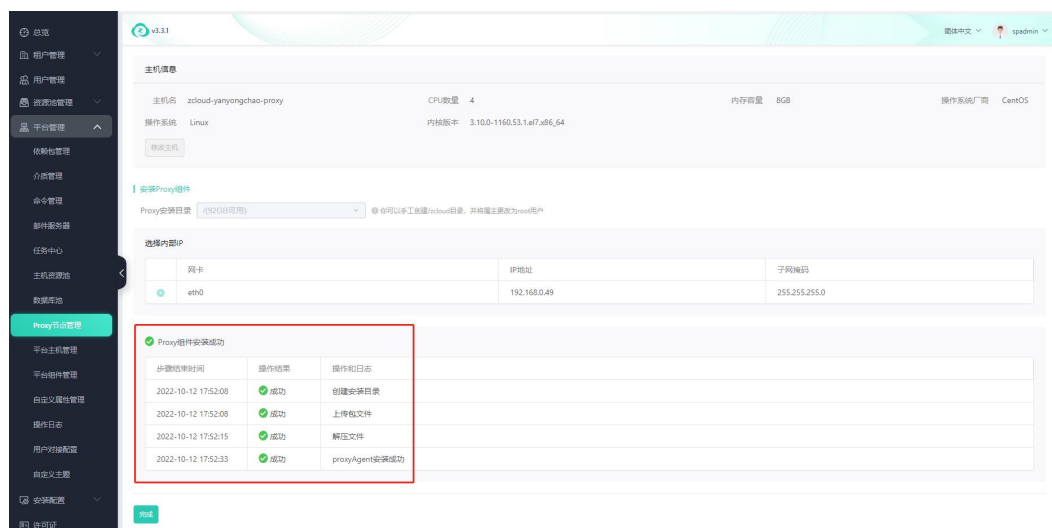 总览
租户管理
用户管理
资源池管理
平台管理
依赖包管理
介质管理
命令管理
邮件服务器
任务中心
主机资源池
数据库池
Proxy节点管理
平台主机管理
平台组件管理
自定义属性管理
操作日志
用户对接配置
自定义主题
安装配置
许可证
v3.3.1 简体中文 spadmin
主机信息
主机名 zcloud-yanyongchao-proxy CPU数量 4 内存容量 8GB 操作系统厂商 CentOS
操作系统 Linux 内核版本 3.10.0-1160.53.1.el7.x86_64
修改主机
安装Proxy组件
Proxy安装目录 /(92GB可用) 你可以手工创建/zcloud目录，并将属主更改为root用户
选择内部IP
网卡 IP地址 子网掩码
eth0 192.168.0.49 255.255.255.0
Proxy组件安装成功
步骤结束时间 操作结果 操作和日志
2022-10-12 17:52:08 成功 创建安装目录
2022-10-12 17:52:08 成功 上传包文件
2022-10-12 17:52:15 成功 解压文件
2022-10-12 17:52:33 成功 proxyAgent安装成功
完成